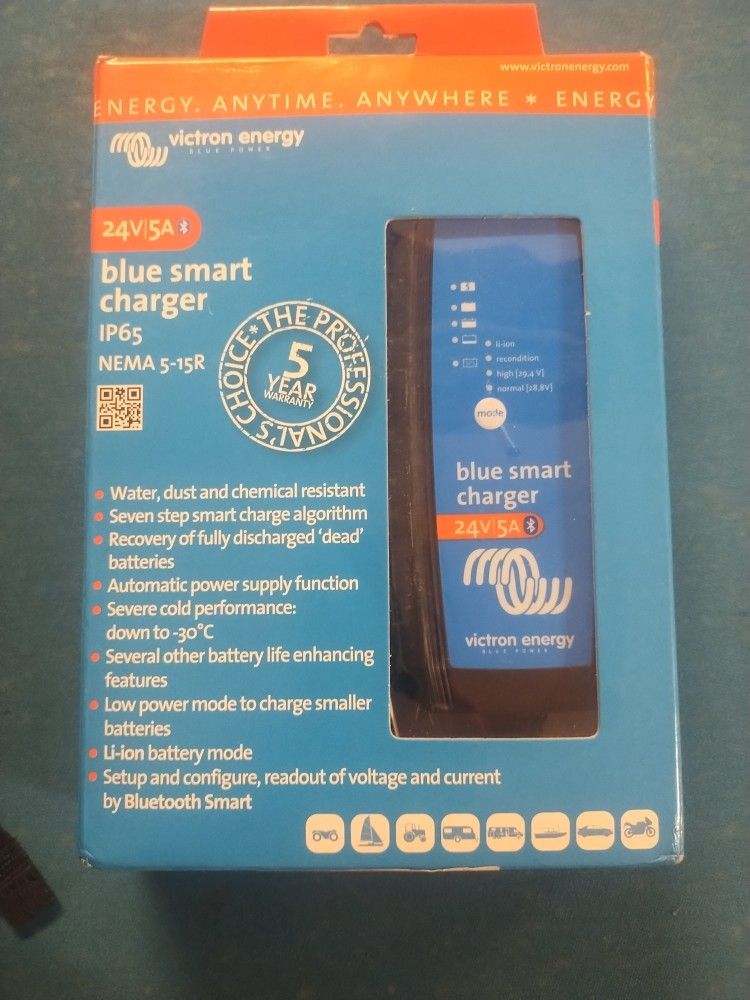 www.victronenergy.com
ENERGY. ANYTIME. ANYWHERE * ENERGY
victron energy
BLUE POWER
24V|5A
blue smart
charger
IP65
NEMA 5-15R
THE PROFESSIONAL'S CHOICE *
5
YEAR
WARRANTY
Water, dust and chemical resistant
Seven step smart charge algorithm
Recovery of fully discharged ‘dead’
batteries
Automatic power supply function
Severe cold performance:
down to -30°C
Several other battery life enhancing
features
Low power mode to charge smaller
batteries
Li-ion battery mode
Setup and configure, readout of voltage and current
by Bluetooth Smart
li-ion
recondition
high [29,4 V]
normal [28,8V]
mode
blue smart
charger
24V|5A
victron energy
BLUE POWER